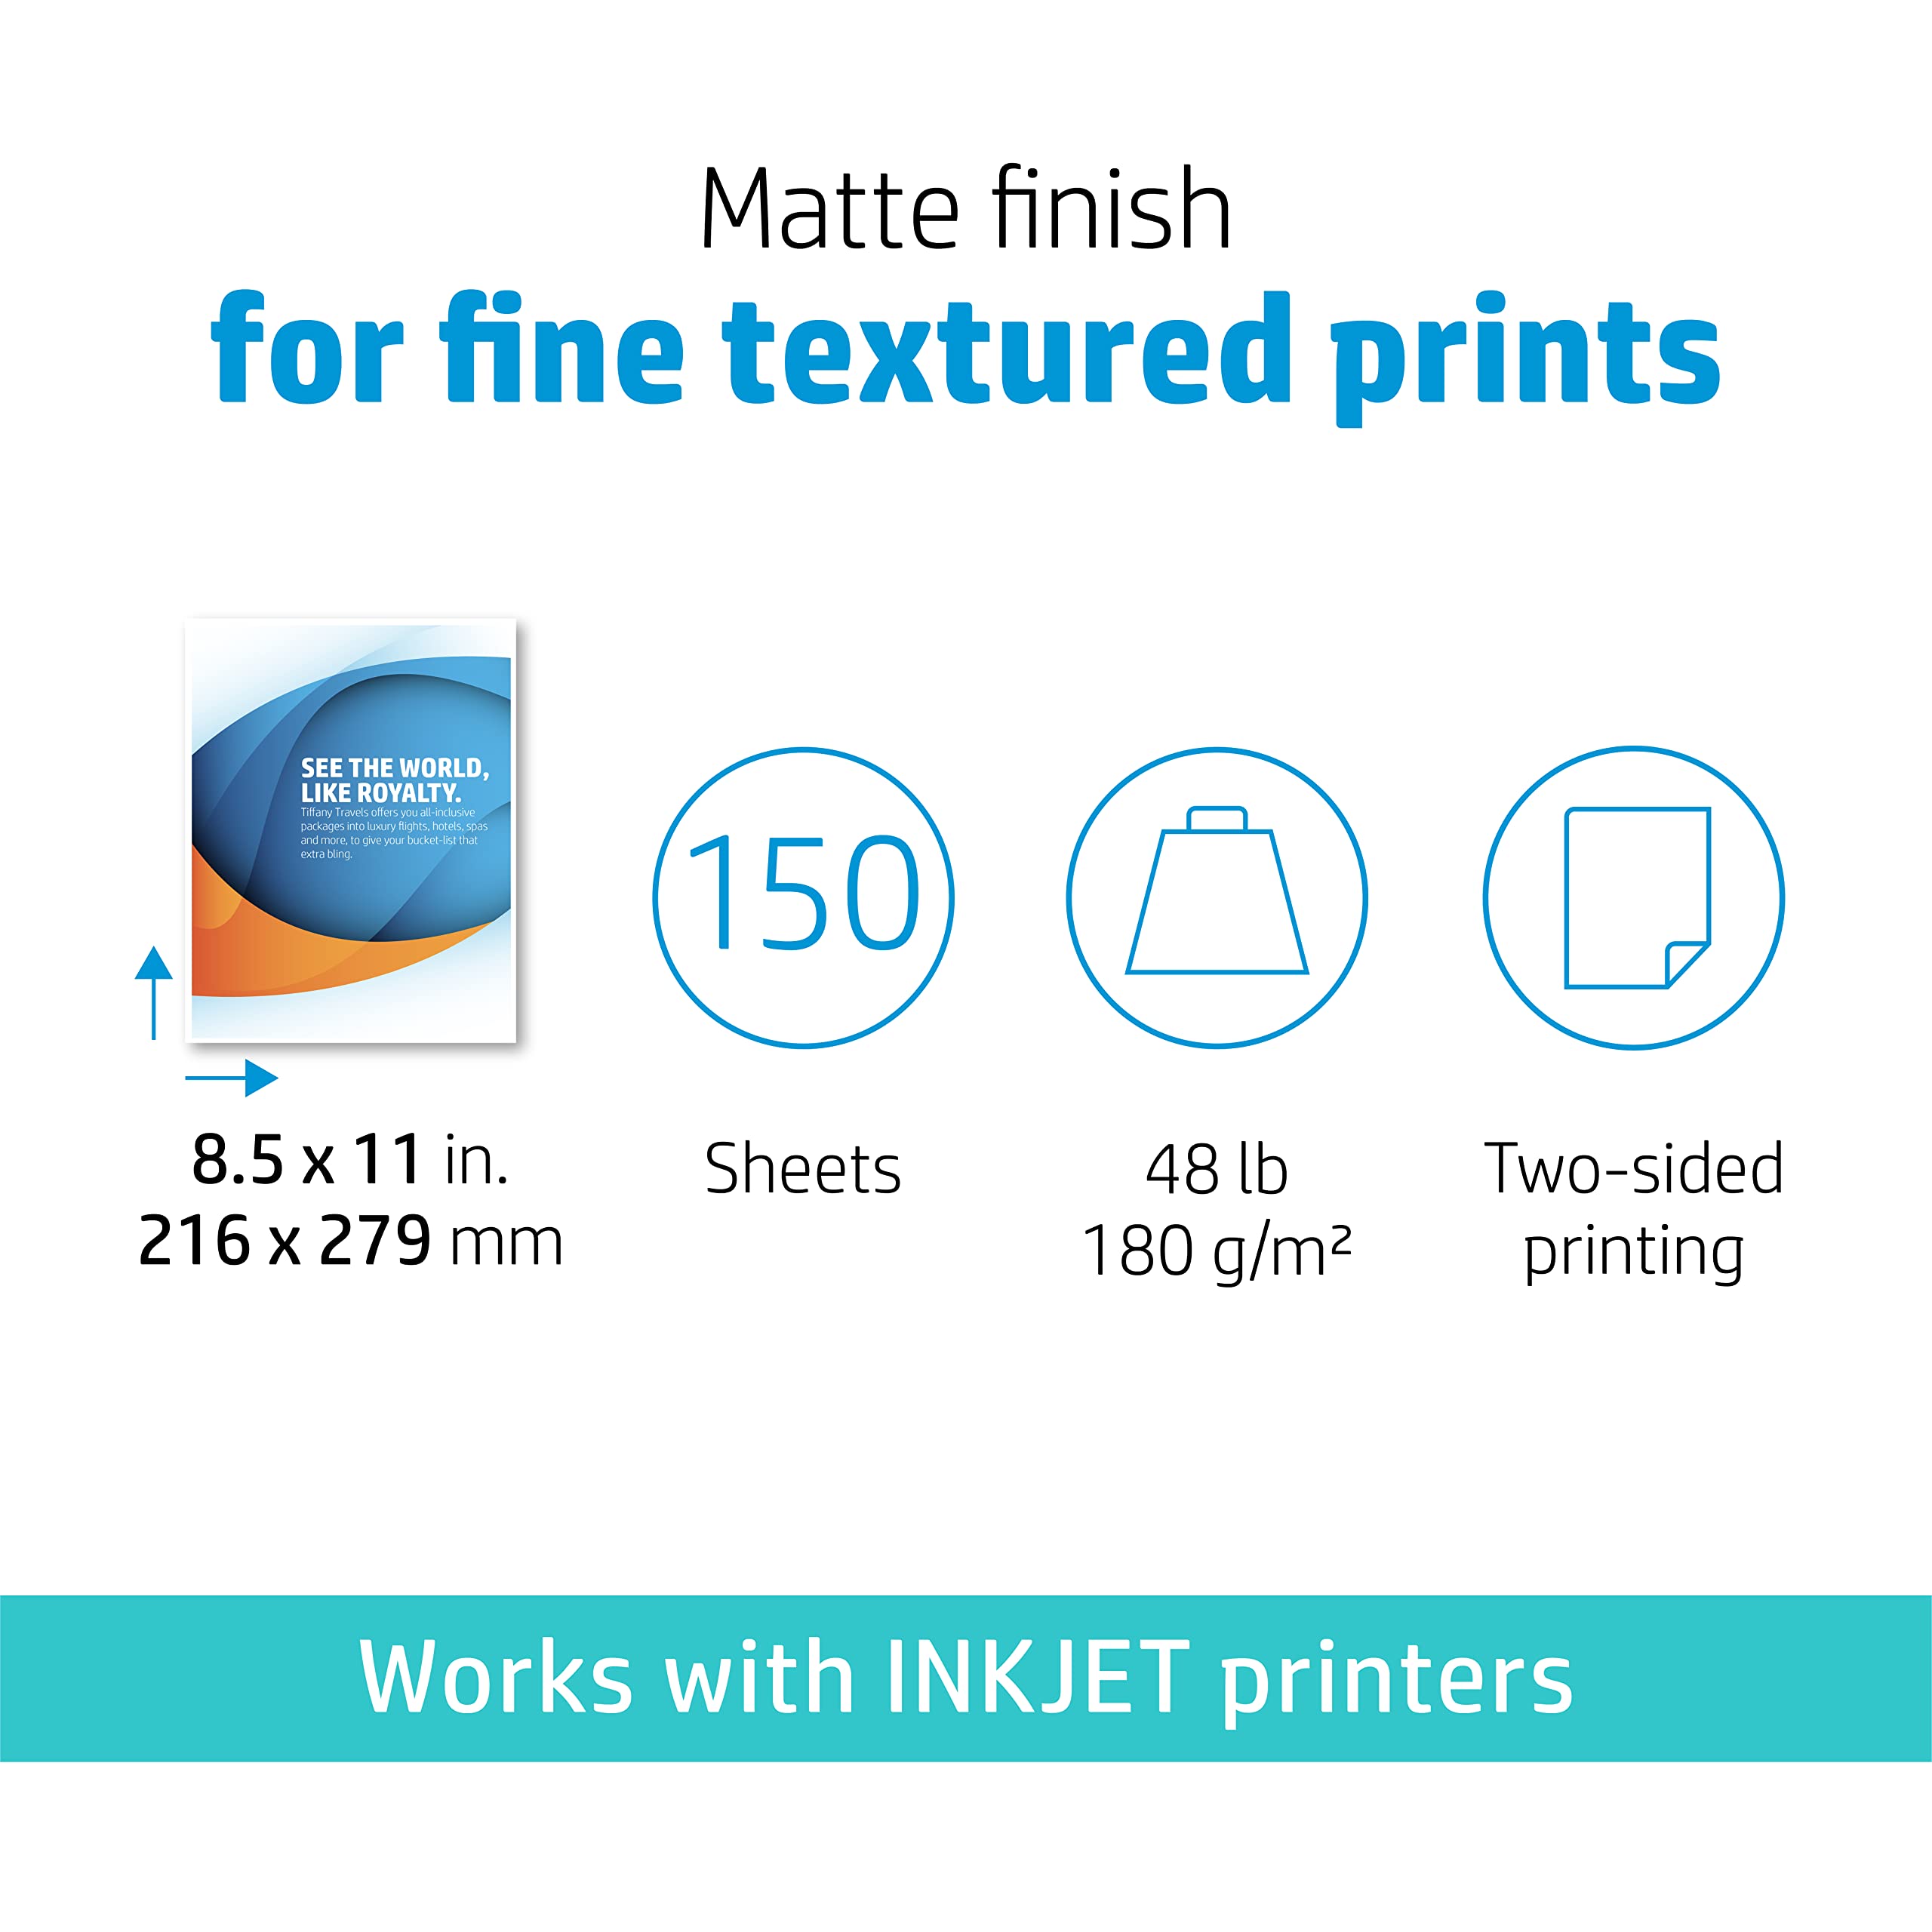 Matte finish
for fine textured prints
SEE THE WORLD,
LIKE ROYALTY.
Tiffany Travels offers you all-inclusive
packages into luxury flights, hotels, spas
and more, to give your bucket-list that
extra bling.
8.5 x 11 in.
216 x 279 mm
150
Sheets
48 lb
180 g/m²
Two-sided
printing
Works with INKJET printers